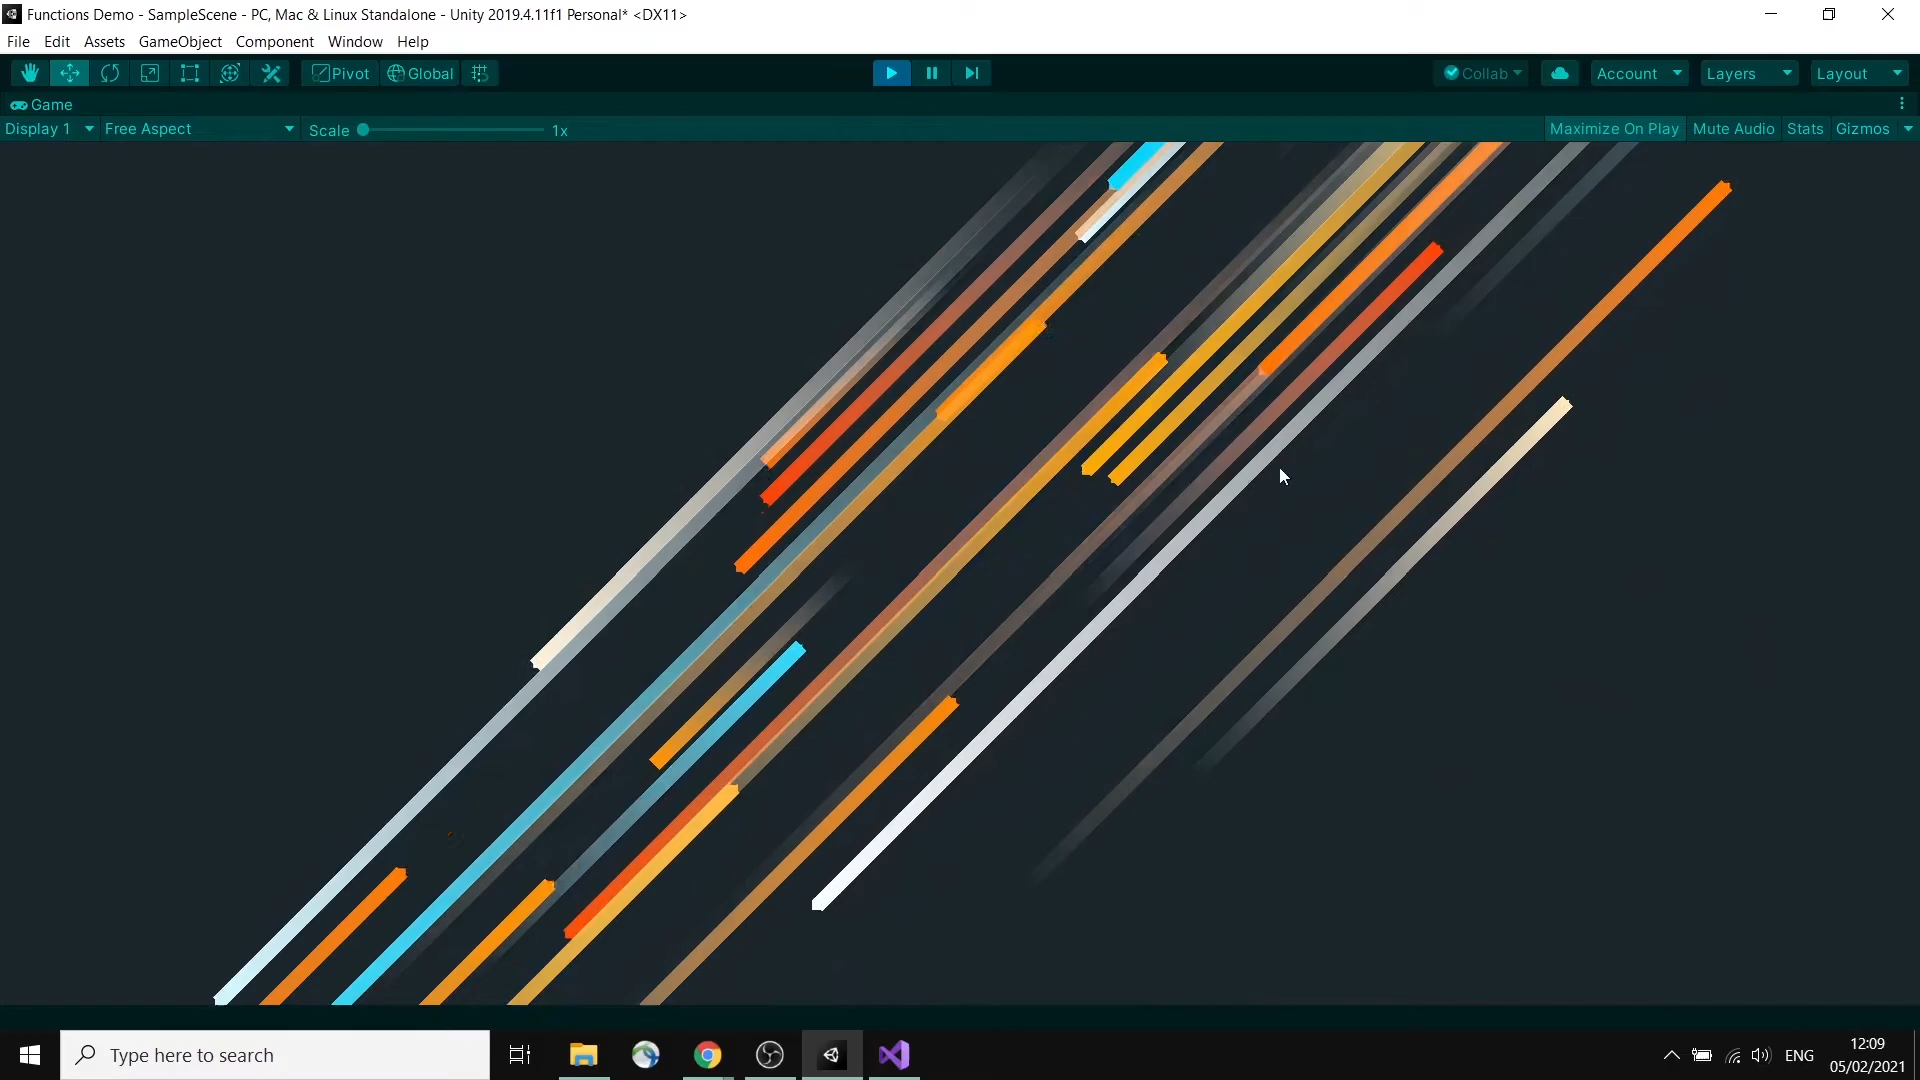 Functions Demo - SampleScene - PC, Mac & Linux Standalone - Unity 2019.4.11f1 Personal* <DX11>
File Edit Assets GameObject Component Window Help
Pivot Global Collab Account Layers Layout
Game
Display 1 Free Aspect Scale 1x Maximize On Play Mute Audio Stats Gizmos
Type here to search
ENG
12:09
05/02/2021